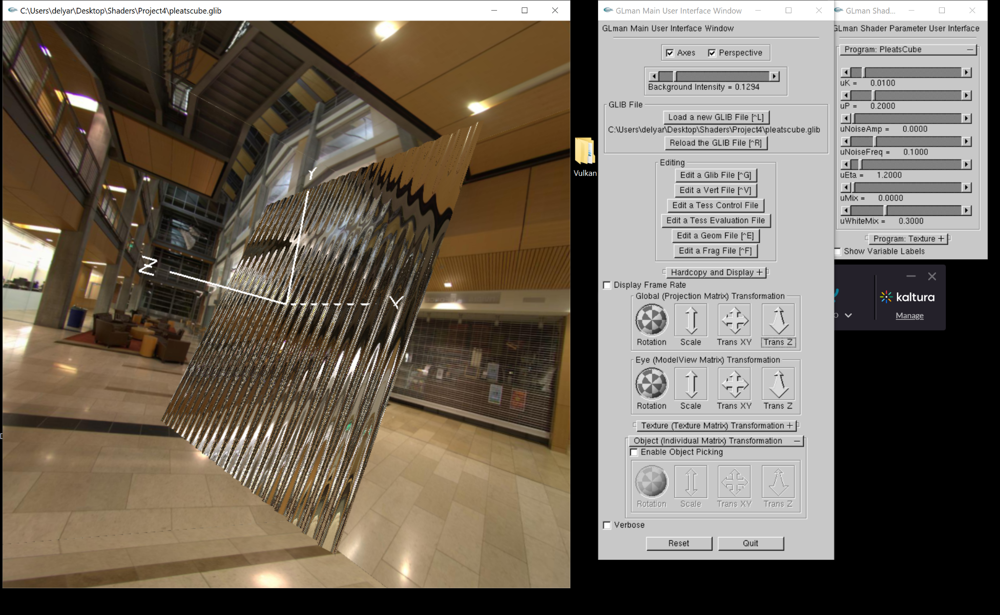 C:\Users\delyar\Desktop\Shaders\Project4\pleatscube.glib
Y
Z
GLman Main User Interface Window
GLman Main User Interface Window
Axes
Perspective
Background Intensity = 0.1294
GLIB File
Load a new GLIB File [^L]
C:\Users\delyar\Desktop\Shaders\Project4\pleatscube.glib
Reload the GLIB File [^R]
Editing
Edit a Glib File [^G]
Edit a Vert File [^V]
Edit a Tess Control File
Edit a Tess Evaluation File
Edit a Geom File [^E]
Edit a Frag File [^F]
Hardcopy and Display +
Display Frame Rate
Global (Projection Matrix) Transformation
Rotation Scale Trans XY Trans Z
Eye (ModelView Matrix) Transformation
Rotation Scale Trans XY Trans Z
Texture (Texture Matrix) Transformation +
Object (Individual Matrix) Transformation −
Enable Object Picking
Rotation Scale Trans XY Trans Z
Verbose
Reset Quit
Vulkan
GLman Shad...
GLman Shader Parameter User Interface
Program: PleatsCube −
uK = 0.0100
uP = 0.2000
uNoiseAmp = 0.0000
uNoiseFreq = 0.1000
uEta = 1.2000
uMix = 0.0000
uWhiteMix = 0.3000
Program: Texture +
Show Variable Labels
kaltura
Manage